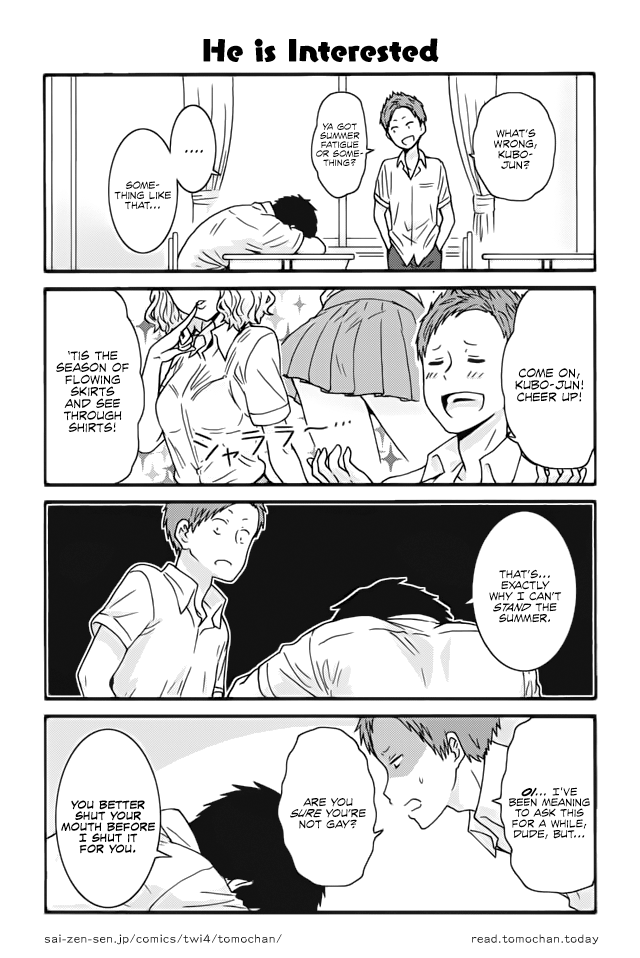 He is Interested
WHAT'S
WRONG,
KUBO-
JUN?
YA GOT
SUMMER
FATIGUE
OR SOME-
THING?
....
SOME-
THING LIKE
THAT...
COME ON,
KUBO-JUN!
CHEER UP!
'TIS THE
SEASON OF
FLOWING
SKIRTS
AND SEE
THROUGH
SHIRTS!
シャララ〜...
THAT'S...
EXACTLY
WHY I CAN'T
STAND THE
SUMMER.
OI... I'VE
BEEN MEANING
TO ASK THIS
FOR A WHILE,
DUDE, BUT...
ARE YOU
SURE YOU'RE
NOT GAY?
YOU BETTER
SHUT YOUR
MOUTH BEFORE
I SHUT IT
FOR YOU.
sai-zen-sen.jp/comics/twi4/tomochan/
read.tomochan.today